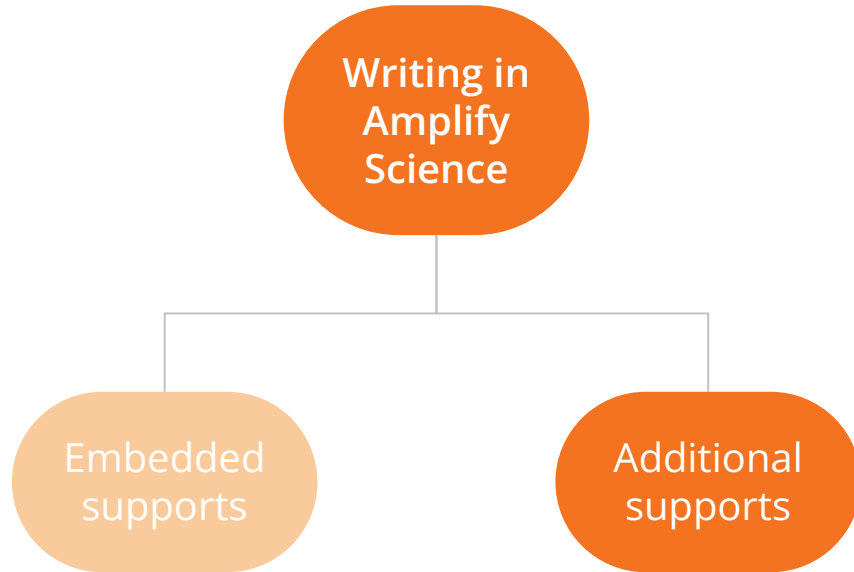 Writing in
Amplify
Science
Embedded
supports
Additional
supports